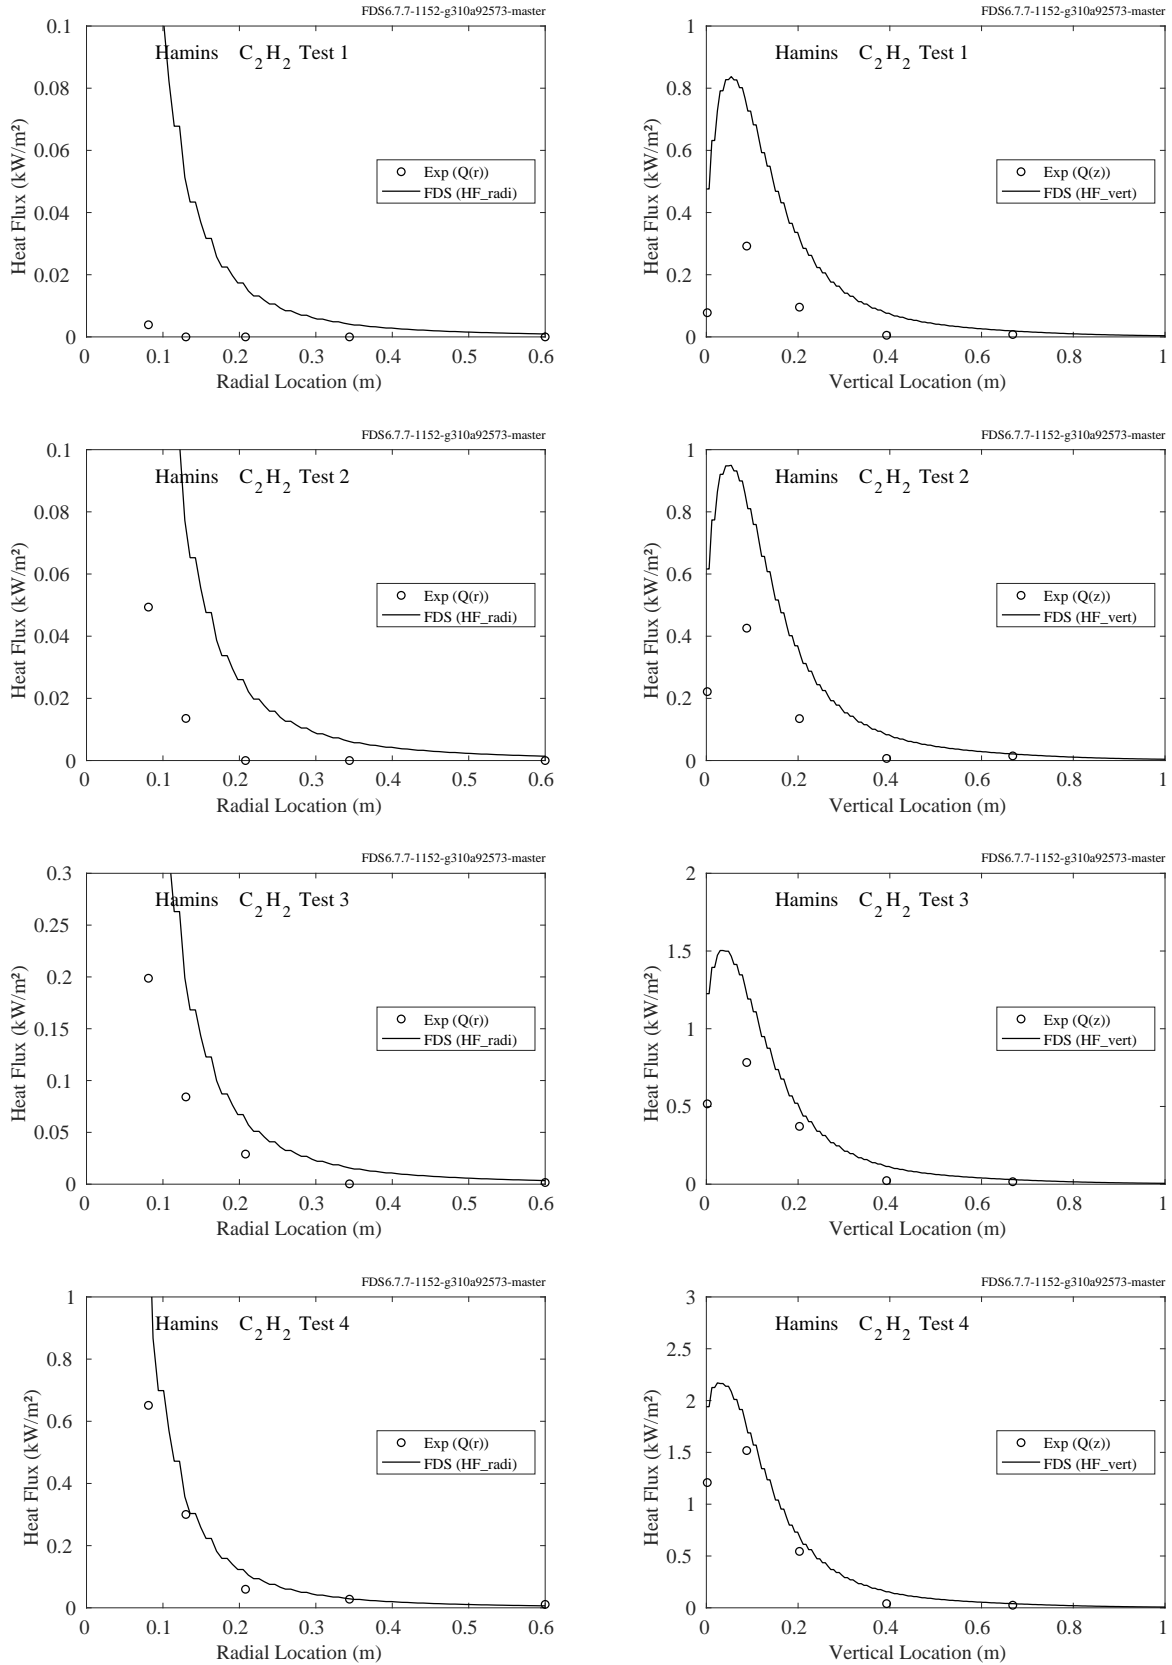 FDS6.7.7-1152-g310a92573-master
Hamins C2H2 Test 1
Heat Flux (kW/m²)
0.1
0.08
0.06
0.04
0.02
0
Exp (Q(r))
FDS (HF_radi)
0 0.1 0.2 0.3 0.4 0.5 0.6
Radial Location (m)
FDS6.7.7-1152-g310a92573-master
Hamins C2H2 Test 1
Heat Flux (kW/m²)
1
0.8
0.6
0.4
0.2
0
Exp (Q(z))
FDS (HF_vert)
0 0.2 0.4 0.6 0.8 1
Vertical Location (m)
FDS6.7.7-1152-g310a92573-master
Hamins C2H2 Test 2
Heat Flux (kW/m²)
0.1
0.08
0.06
0.04
0.02
0
Exp (Q(r))
FDS (HF_radi)
0 0.1 0.2 0.3 0.4 0.5 0.6
Radial Location (m)
FDS6.7.7-1152-g310a92573-master
Hamins C2H2 Test 2
Heat Flux (kW/m²)
1
0.8
0.6
0.4
0.2
0
Exp (Q(z))
FDS (HF_vert)
0 0.2 0.4 0.6 0.8 1
Vertical Location (m)
FDS6.7.7-1152-g310a92573-master
Hamins C2H2 Test 3
Heat Flux (kW/m²)
0.3
0.25
0.2
0.15
0.1
0.05
0
Exp (Q(r))
FDS (HF_radi)
0 0.1 0.2 0.3 0.4 0.5 0.6
Radial Location (m)
FDS6.7.7-1152-g310a92573-master
Hamins C2H2 Test 3
Heat Flux (kW/m²)
2
1.5
1
0.5
0
Exp (Q(z))
FDS (HF_vert)
0 0.2 0.4 0.6 0.8 1
Vertical Location (m)
FDS6.7.7-1152-g310a92573-master
Hamins C2H2 Test 4
Heat Flux (kW/m²)
1
0.8
0.6
0.4
0.2
0
Exp (Q(r))
FDS (HF_radi)
0 0.1 0.2 0.3 0.4 0.5 0.6
Radial Location (m)
FDS6.7.7-1152-g310a92573-master
Hamins C2H2 Test 4
Heat Flux (kW/m²)
3
2.5
2
1.5
1
0.5
0
Exp (Q(z))
FDS (HF_vert)
0 0.2 0.4 0.6 0.8 1
Vertical Location (m)